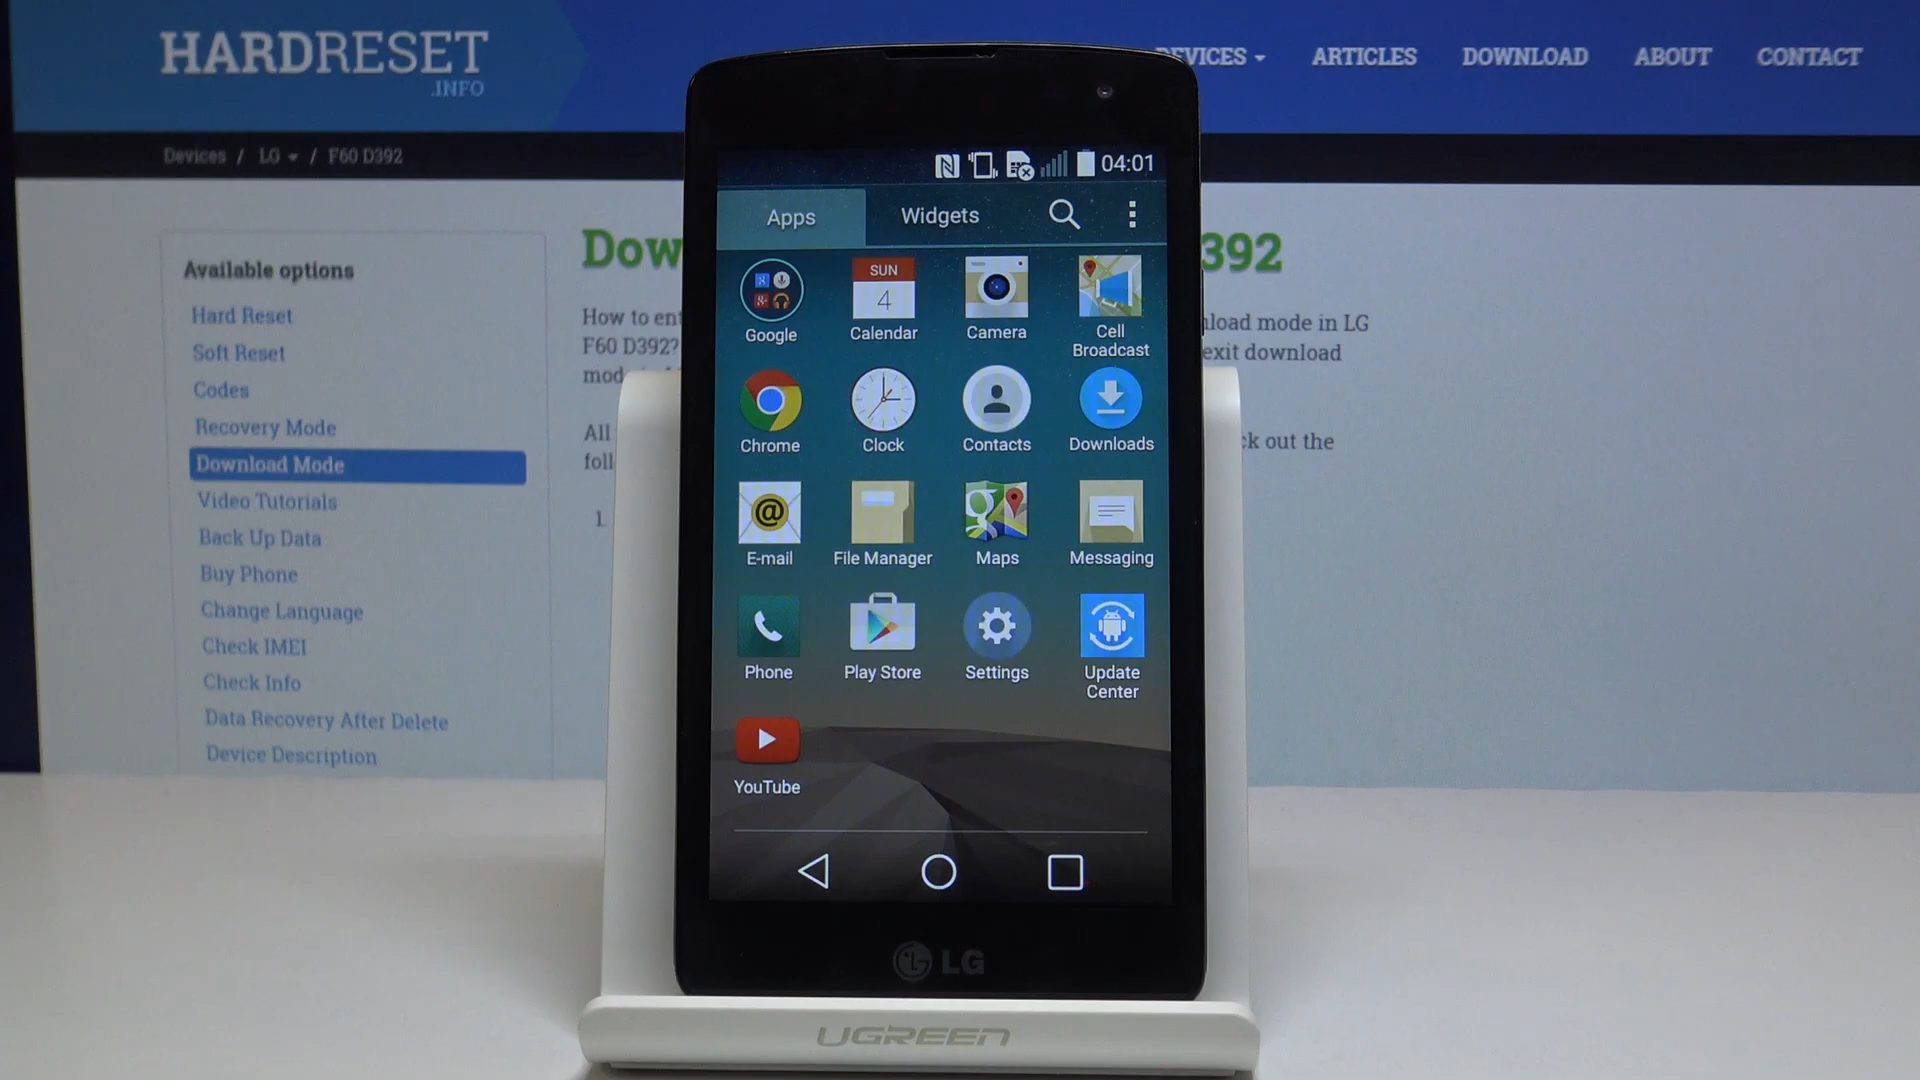 HARDRESET
.INFO
DEVICES
ARTICLES
DOWNLOAD
ABOUT
CONTACT
Devices / LG / F60 D392
Available options
Hard Reset
Soft Reset
Codes
Recovery Mode
Download Mode
Video Tutorials
Back Up Data
Buy Phone
Change Language
Check IMEI
Check Info
Data Recovery After Delete
Device Description
Dow
392
How to ent
nload mode in LG
F60 D392?
exit download
mod
All
ck out the
foll
1.
04:01
Apps
Widgets
Google
SUN
4
Calendar
Camera
Cell
Broadcast
Chrome
Clock
Contacts
Downloads
@
E-mail
File Manager
Maps
Messaging
Phone
Play Store
Settings
Update
Center
YouTube
LG
UGREEN